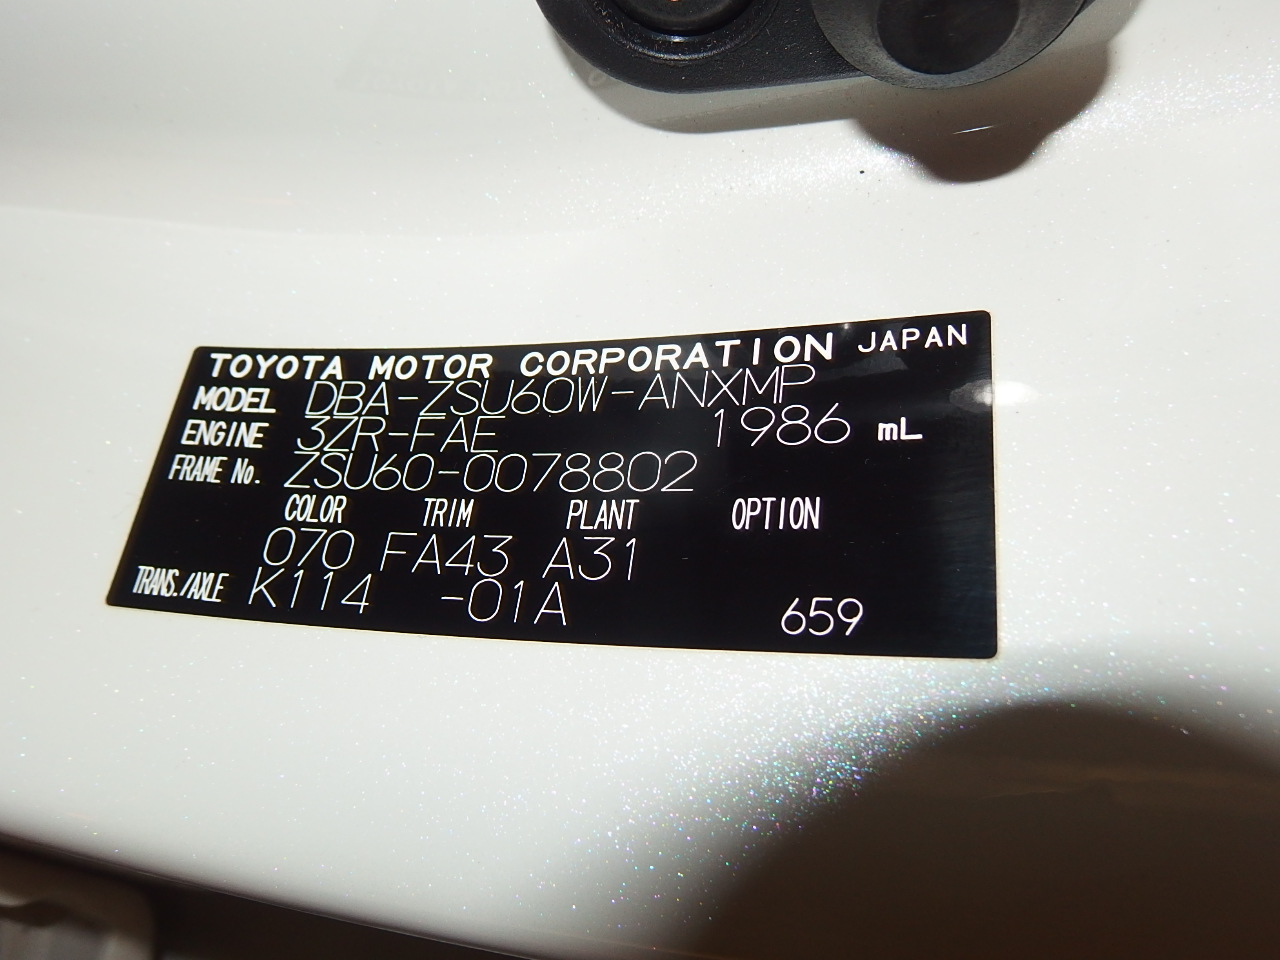 TOYOTA MOTOR CORPORATION JAPAN
MODEL DBA-ZSU60W-ANXMP
ENGINE 3ZR-FAE 1986 mL
FRAME No. ZSU60-0078802
COLOR TRIM PLANT OPTION
070 FA43 A31
TRANS./AXLE K114 -01A 659